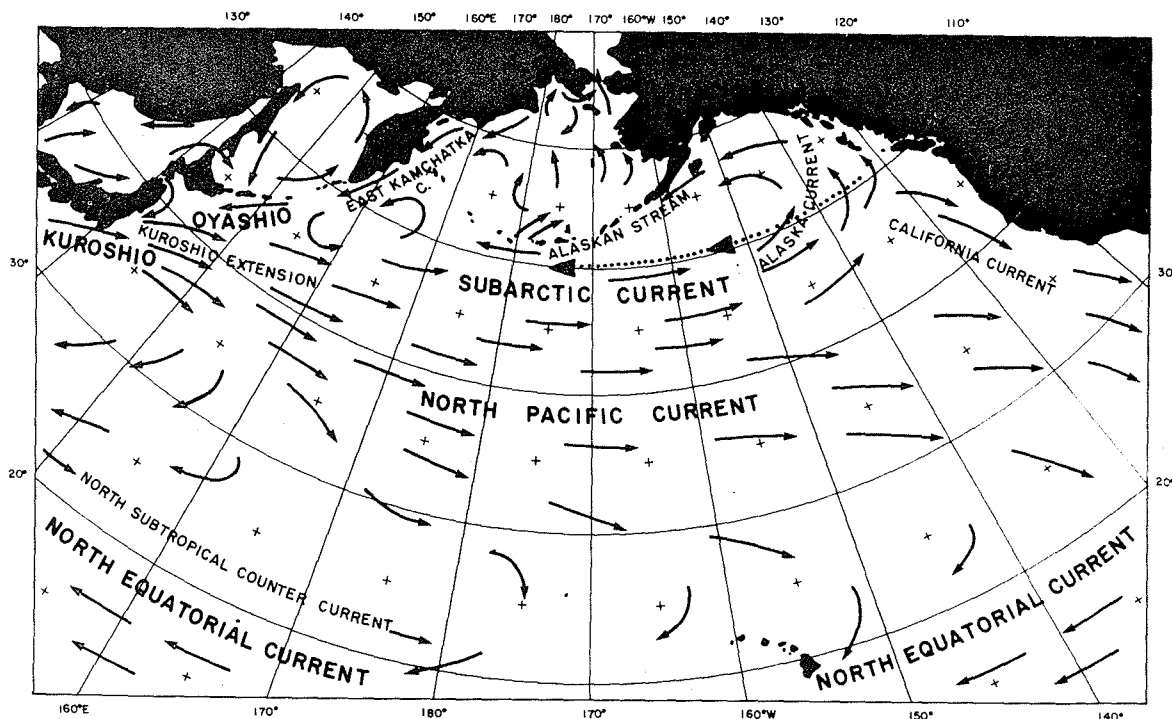 130° 140° 150° 160°E 170° 180° 170° 160°W 150° 140° 130° 120° 110°
EAST KAMCHATKA C.
ALASKA CURRENT
OYASHIO
ALASKAN STREAM
KUROSHIO
KUROSHIO EXTENSION
CALIFORNIA CURRENT
30°
30°
SUBARCTIC CURRENT
NORTH PACIFIC CURRENT
20°
20°
NORTH SUBTROPICAL COUNTER CURRENT
NORTH EQUATORIAL CURRENT
NORTH EQUATORIAL CURRENT
160°E 170° 180° 170° 160°W 150° 140°